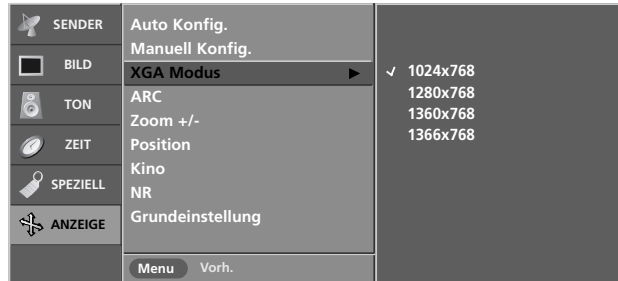 SENDER
BILD
TON
ZEIT
SPEZIELL
ANZEIGE
Auto Konfig.
Manuell Konfig.
XGA Modus
ARC
Zoom +/-
Position
Kino
NR
Grundeinstellung
Menu Vorh.
1024x768
1280x768
1360x768
1366x768